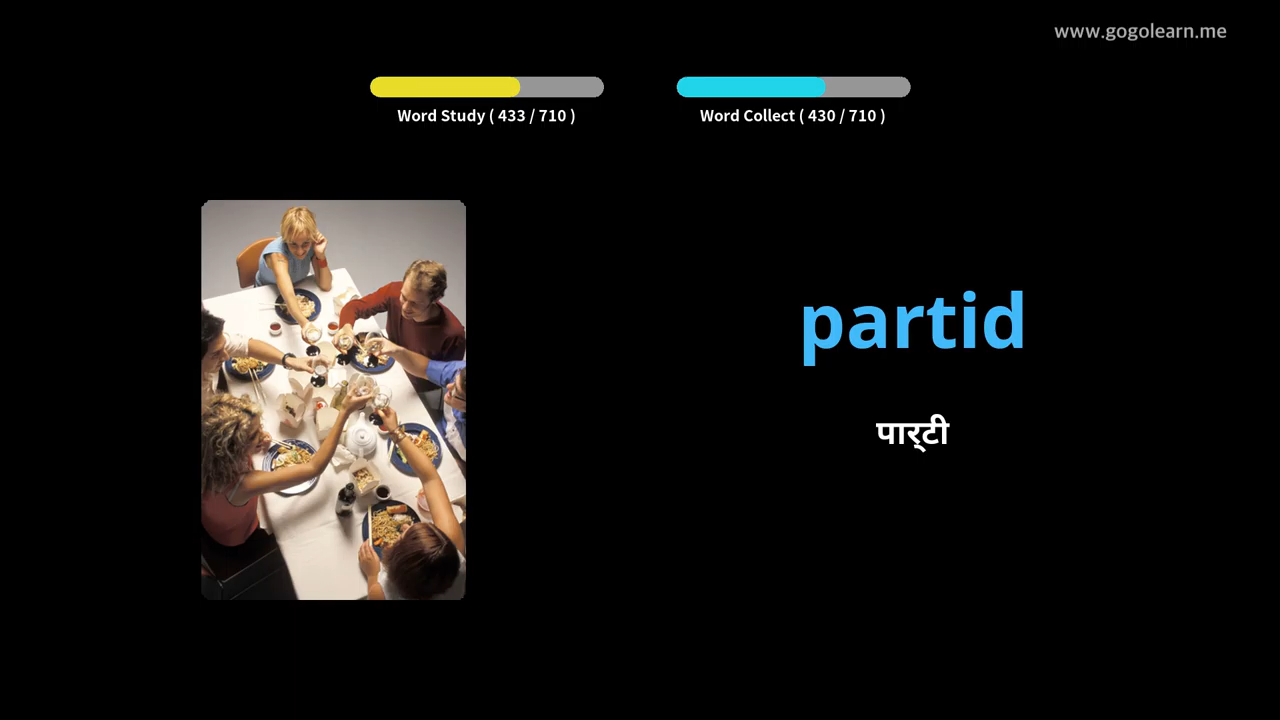 www.gogolearn.me
Word Study ( 433 / 710 )
Word Collect ( 430 / 710 )
partid
पार्‌टी